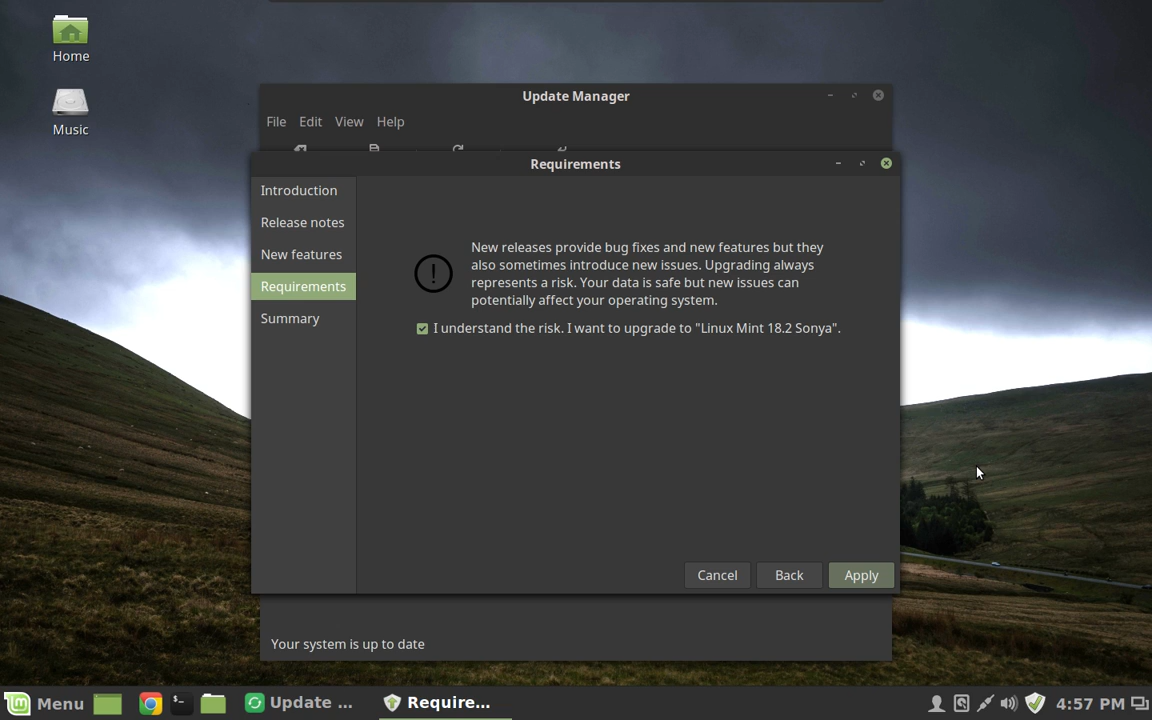 Home
Music
Update Manager
File Edit View Help
Requirements
Introduction
Release notes
New features
Requirements
Summary
New releases provide bug fixes and new features but they
also sometimes introduce new issues. Upgrading always
represents a risk. Your data is safe but new issues can
potentially affect your operating system.
I understand the risk. I want to upgrade to "Linux Mint 18.2 Sonya".
Cancel Back Apply
Your system is up to date
Menu Update ... Require... 4:57 PM